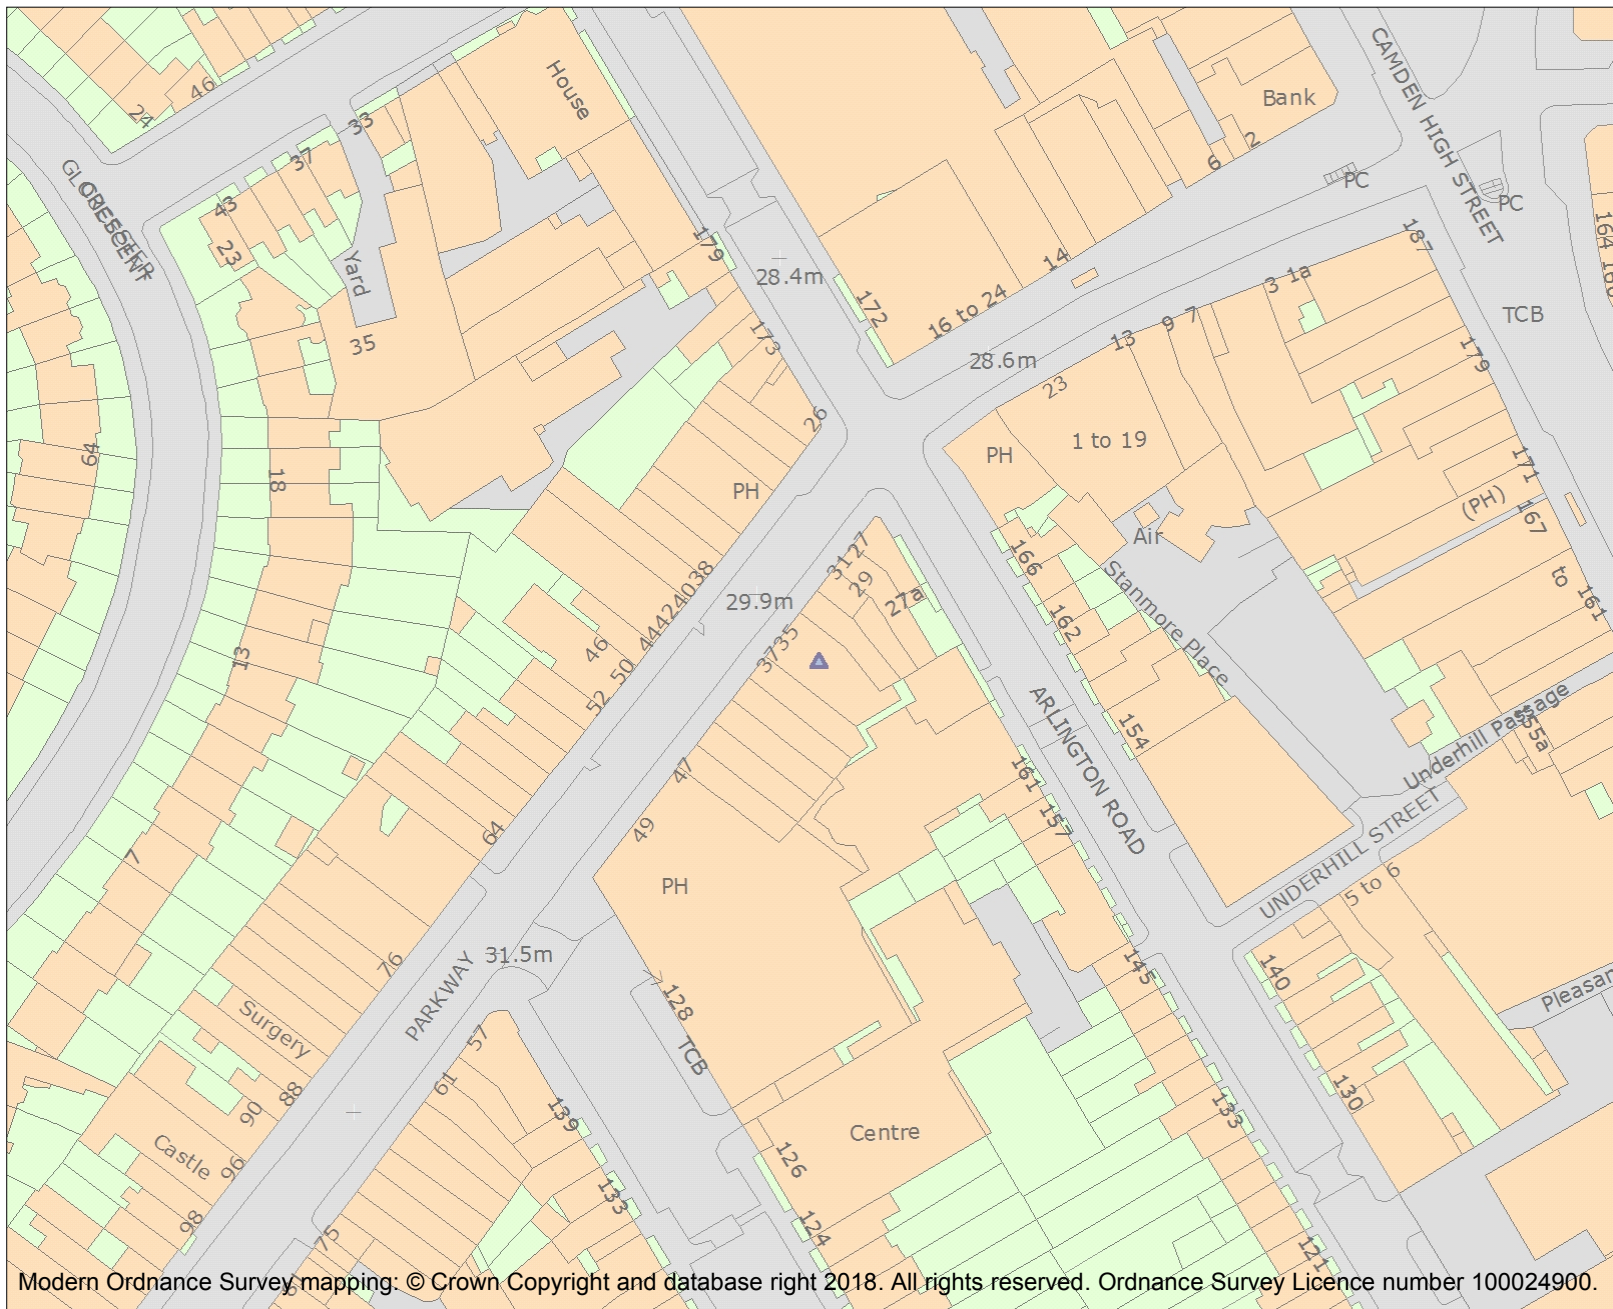 CAMDEN HIGH STREET
House
Bank
46
24
33
2
37
6
PC
GLOUCESTER
CRESCENT
PC
43
23
179
187
164
Yard
14
28.4m
3 1a
172
16 to 24
TCB
9 7
13
35
173
28.6m
179
23
26
1 to 19
64
PH
18
PH
171
(PH)
167
Air
31 27
166
38
29
40
Stanmore Place
to
42
29.9m
27a
161
44
162
46
35
13
37
50
52
ARLINGTON ROAD
154
Underhill Passage
55a
47
161
64
49
157
UNDERHILL STREET
7
PH
5 to 6
PARKWAY
31.5m
76
145
140
128
Pleasan
Surgery
57
TCB
61
88
130
90
139
133
Castle
Centre
96
126
133
98
124
75
121
Modern Ordnance Survey mapping: © Crown Copyright and database right 2018. All rights reserved. Ordnance Survey Licence number 100024900.